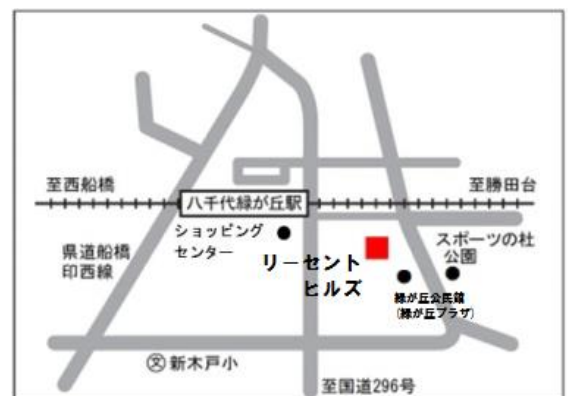 至西船橋
至勝田台
八千代緑が丘駅
ショッピング
センター
スポーツの杜
公園
県道船橋
印西線
リーセント
ヒルズ
緑が丘公民館
(緑が丘プラザ)
文 新木戸小
至国道296号